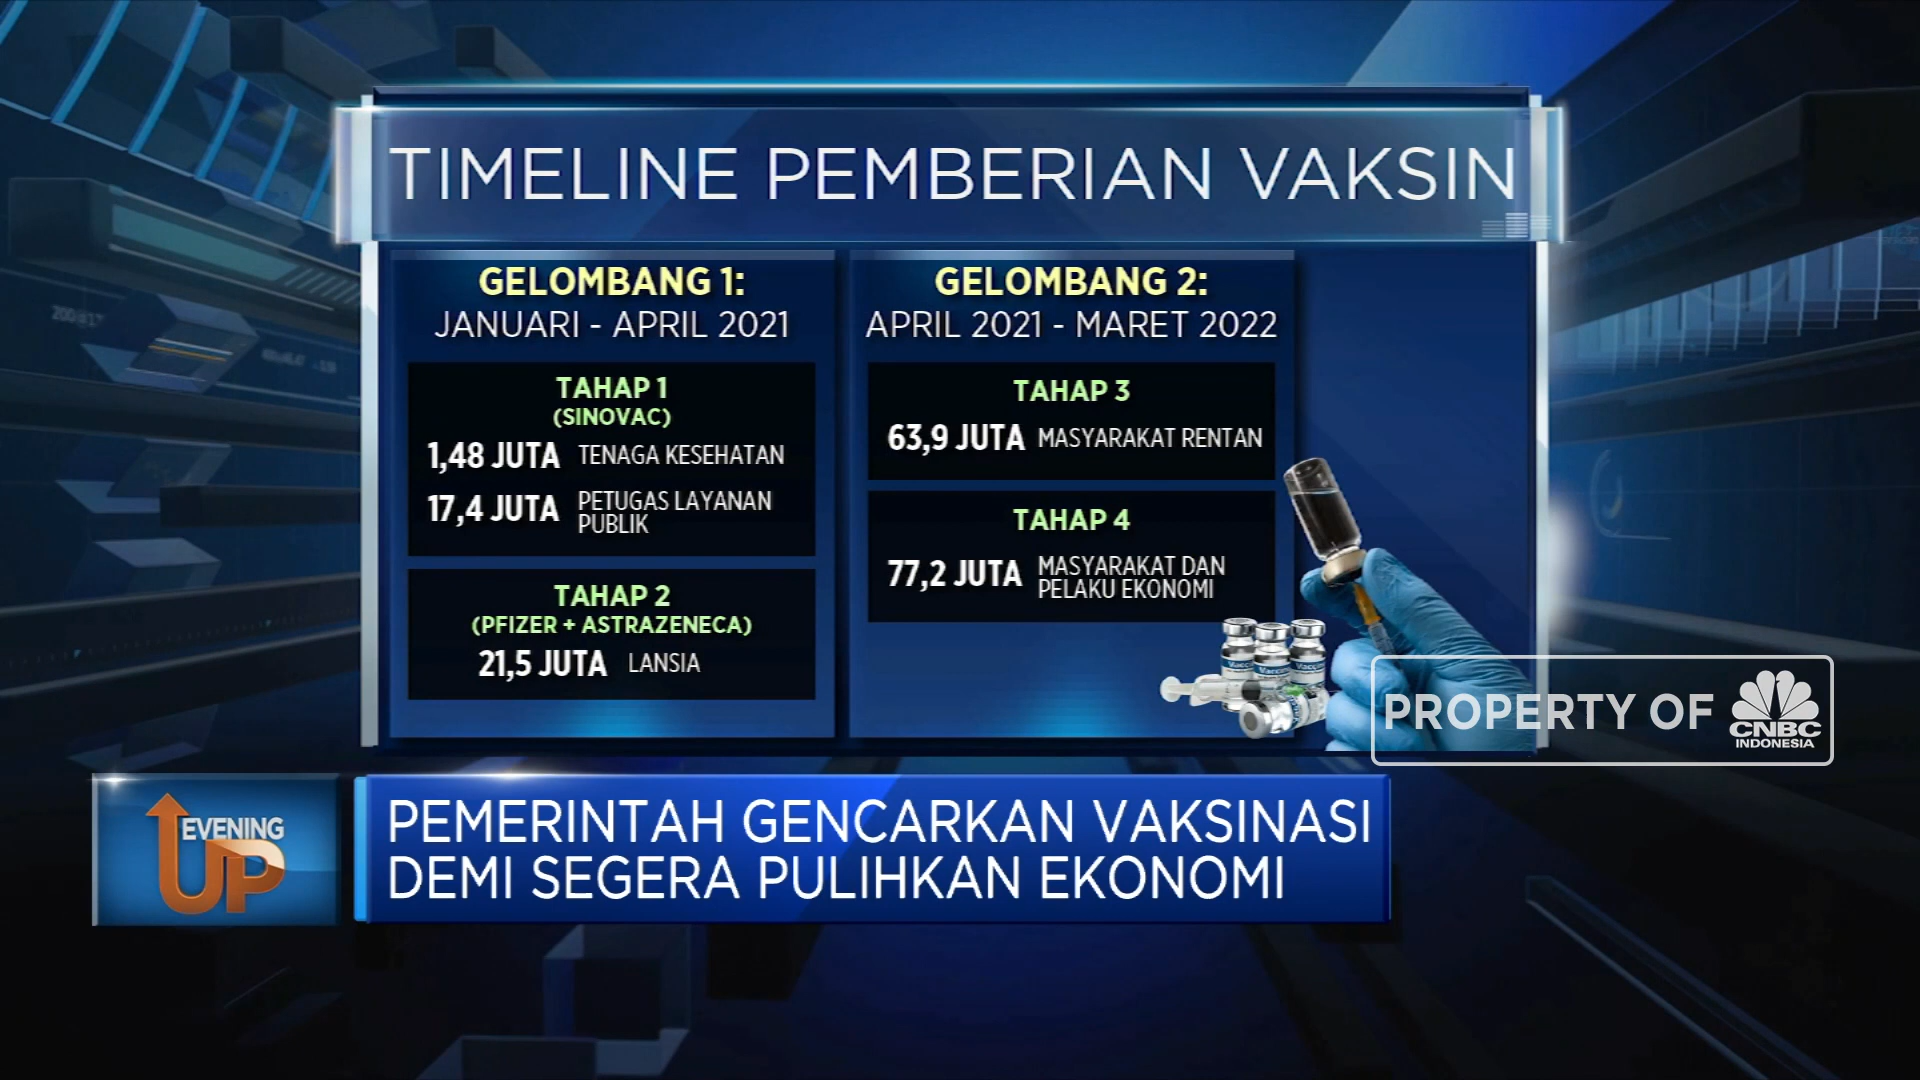 TIMELINE PEMBERIAN VAKSIN
GELOMBANG 1:
JANUARI - APRIL 2021
TAHAP 1
(SINOVAC)
1,48 JUTA TENAGA KESEHATAN
17,4 JUTA PETUGAS LAYANAN
PUBLIK
TAHAP 2
(PFIZER + ASTRAZENECA)
21,5 JUTA LANSIA
GELOMBANG 2:
APRIL 2021 - MARET 2022
TAHAP 3
63,9 JUTA MASYARAKAT RENTAN
TAHAP 4
77,2 JUTA MASYARAKAT DAN
PELAKU EKONOMI
PROPERTY OF
CNBC
INDONESIA
EVENING
UP
PEMERINTAH GENCARKAN VAKSINASI
DEMI SEGERA PULIHKAN EKONOMI